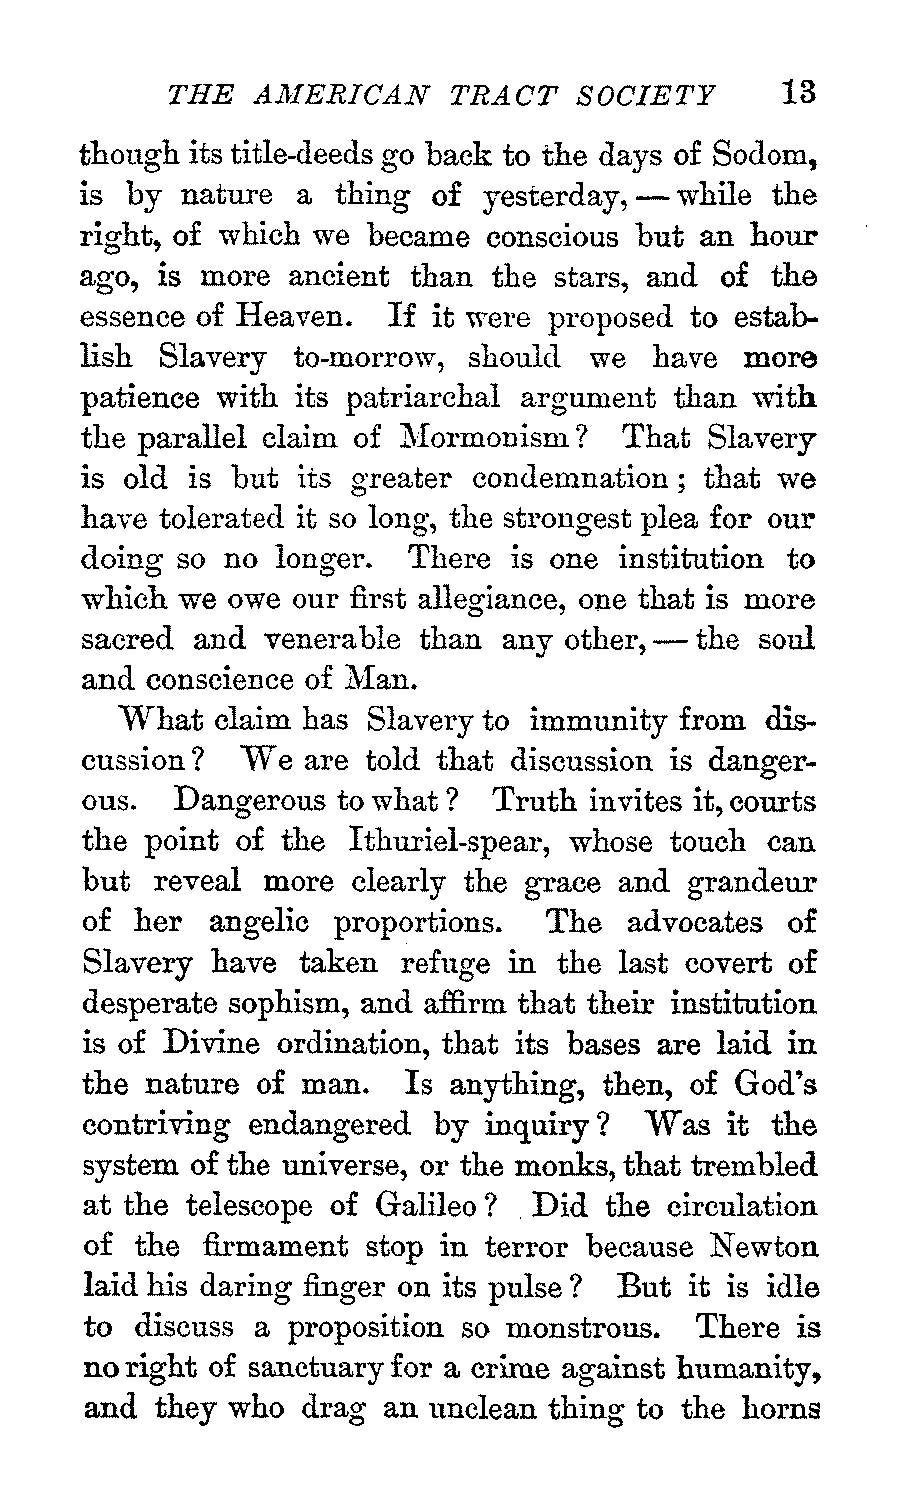 THE AMERICAN TRACT SOCIETY 13
though its title-deeds go back to the days of Sodom,
is by nature a thing of yesterday, — while the
right, of which we became conscious but an hour
ago, is more ancient than the stars, and of the
essence of Heaven. If it were proposed to estab-
lish Slavery to-morrow, should we have more
patience with its patriarchal argument than with
the parallel claim of Mormonism? That Slavery
is old is but its greater condemnation; that we
have tolerated it so long, the strongest plea for our
doing so no longer. There is one institution to
which we owe our first allegiance, one that is more
sacred and venerable than any other, — the soul
and conscience of Man.
What claim has Slavery to immunity from dis-
cussion? We are told that discussion is danger-
ous. Dangerous to what? Truth invites it, courts
the point of the Ithuriel-spear, whose touch can
but reveal more clearly the grace and grandeur
of her angelic proportions. The advocates of
Slavery have taken refuge in the last covert of
desperate sophism, and affirm that their institution
is of Divine ordination, that its bases are laid in
the nature of man. Is anything, then, of God's
contriving endangered by inquiry? Was it the
system of the universe, or the monks, that trembled
at the telescope of Galileo? Did the circulation
of the firmament stop in terror because Newton
laid his daring finger on its pulse? But it is idle
to discuss a proposition so monstrous. There is
no right of sanctuary for a crime against humanity,
and they who drag an unclean thing to the horns